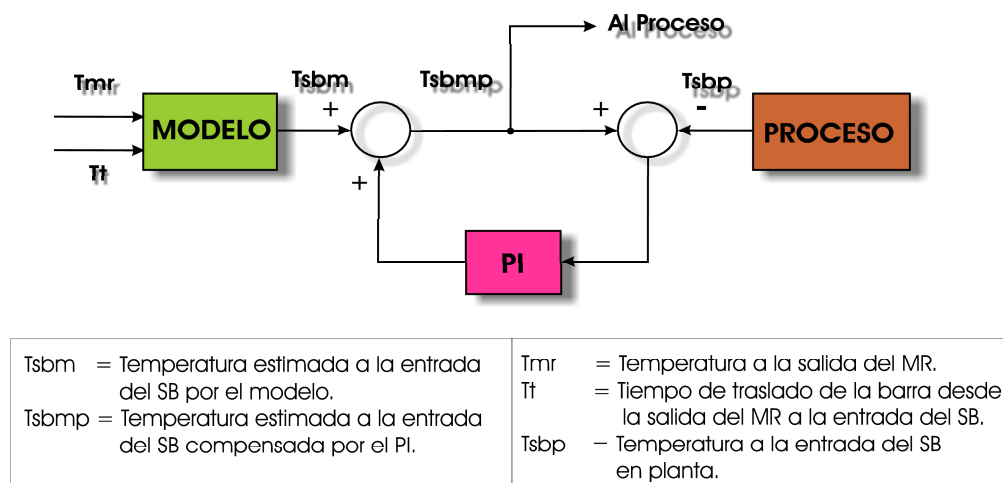 Al Proceso
Tmr
Tsbm
Tsbmp
Tsbp
+
+
-
MODELO
PROCESO
Tt
+
PI
Tsbm = Temperatura estimada a la entrada
del SB por el modelo.
Tsbmp = Temperatura estimada a la entrada
del SB compensada por el PI.
Tmr = Temperatura a la salida del MR.
Tt = Tiempo de traslado de la barra desde
la salida del MR a la entrada del SB.
Tsbp – Temperatura a la entrada del SB
en planta.